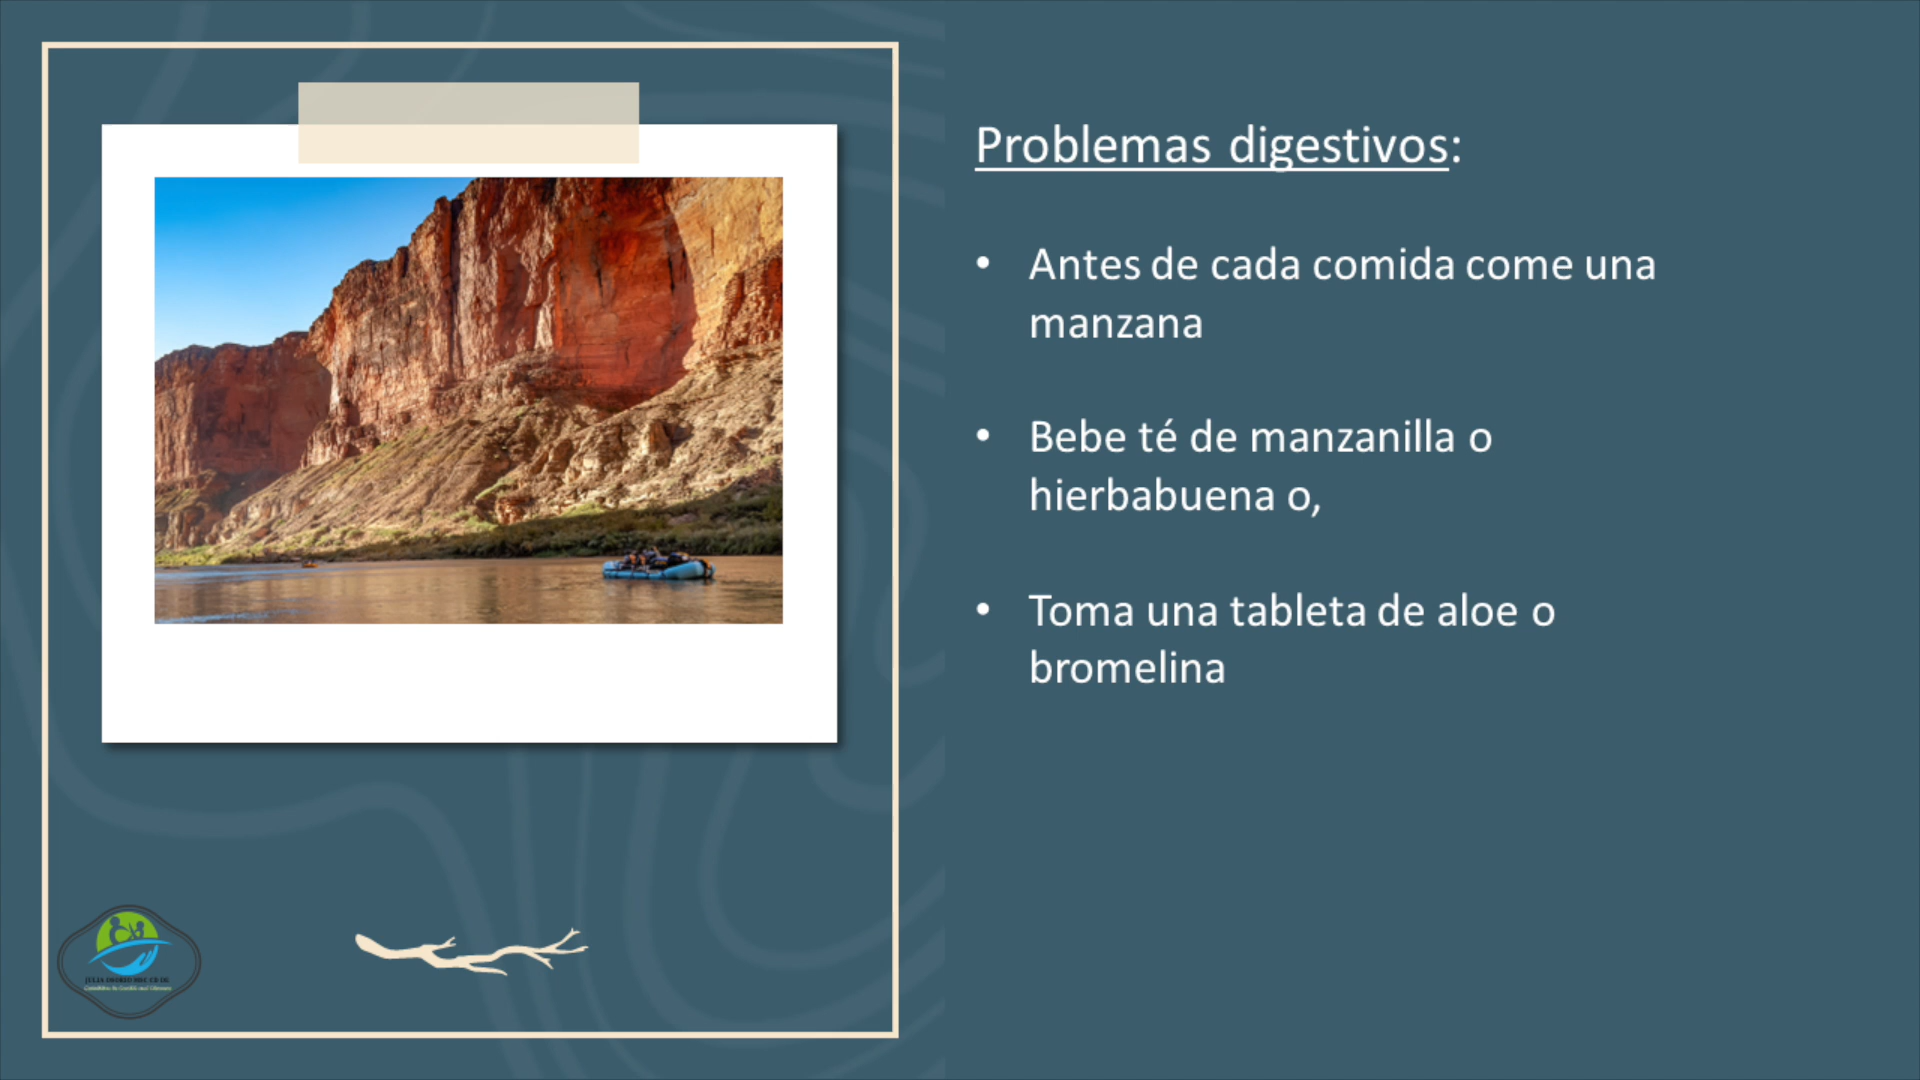 Problemas digestivos:
• Antes de cada comida come una
manzana
• Bebe té de manzanilla o
hierbabuena o,
• Toma una tableta de aloe o
bromelina